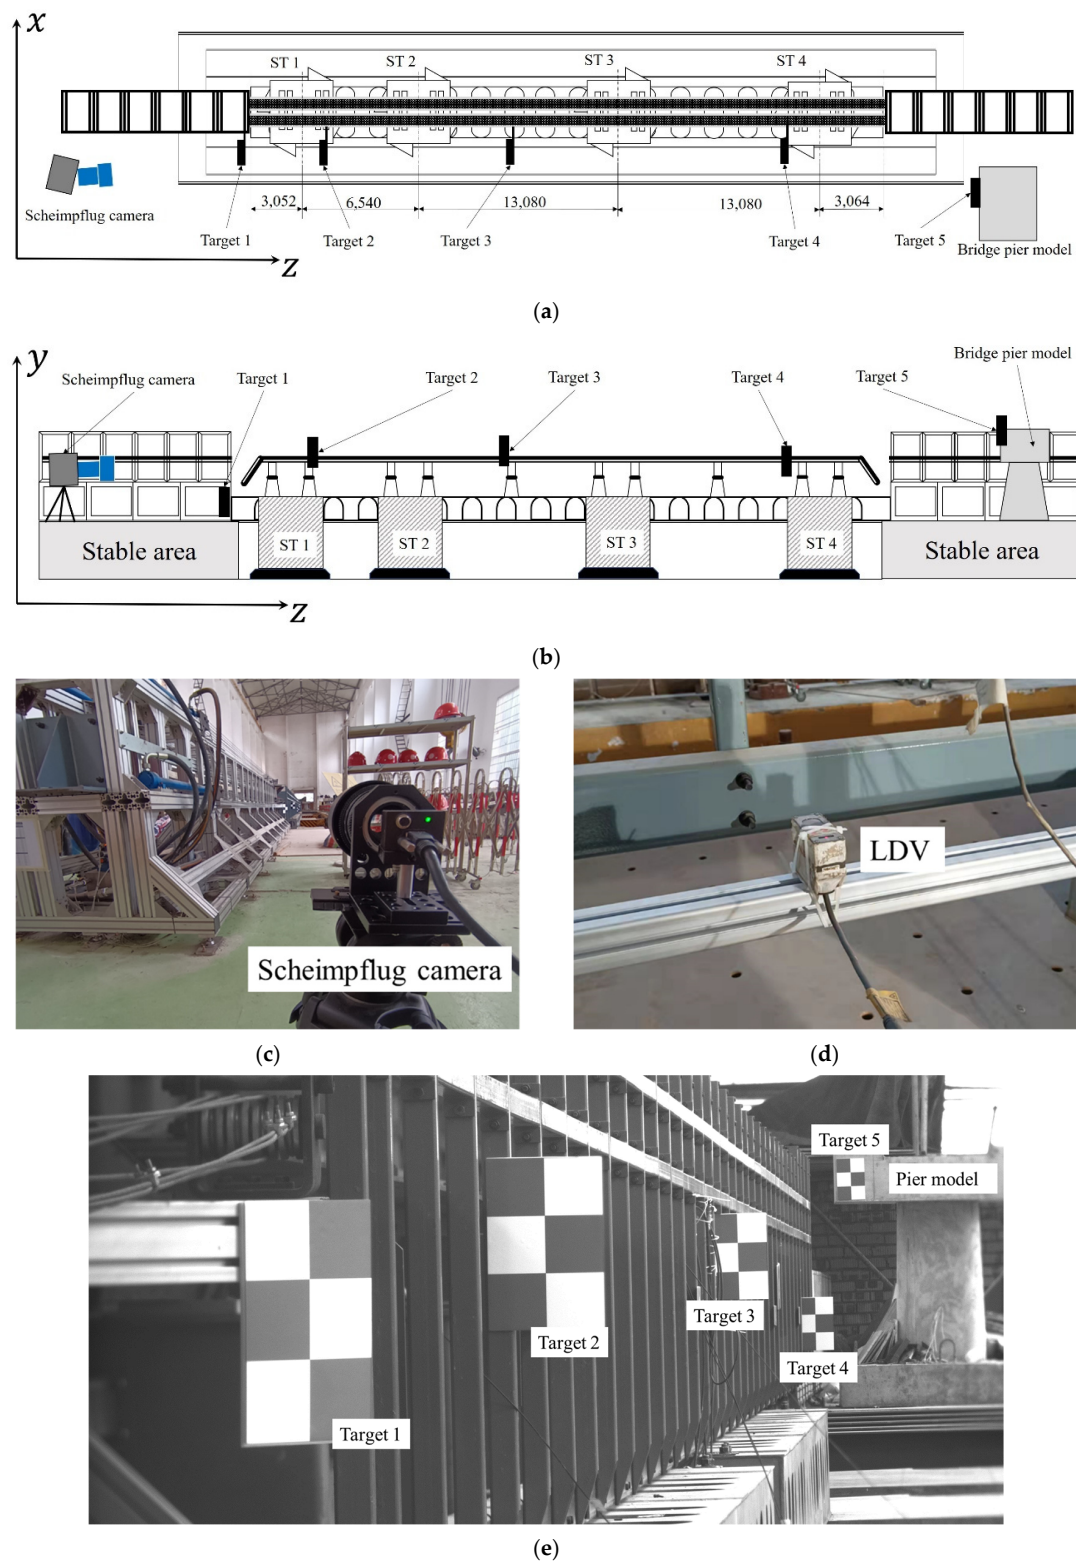 x
ST 1
ST 2
ST 3
ST 4
Scheimpflug camera
3,052
6,540
13,080
13,080
3,064
Target 1
Target 2
Target 3
Target 4
Target 5
Bridge pier model
z
(a)
y
Scheimpflug camera
Target 1
Target 2
Target 3
Target 4
Target 5
Bridge pier model
Stable area
ST 1
ST 2
ST 3
ST 4
Stable area
z
(b)
Scheimpflug camera
LDV
(c)
(d)
Target 5
Pier model
Target 3
Target 2
Target 4
Target 1
(e)